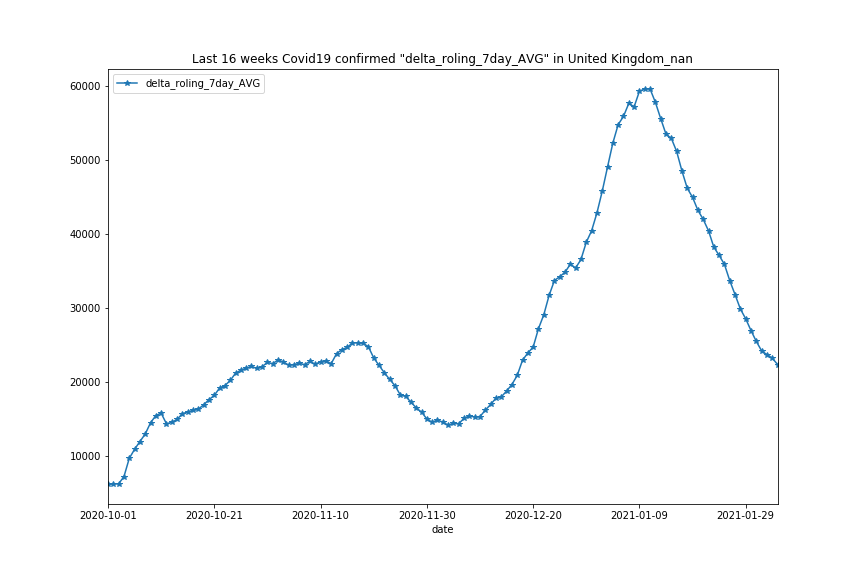 Last 16 weeks Covid19 confirmed "delta_roling_7day_AVG" in United Kingdom_nan
delta_roling_7day_AVG
60000
50000
40000
30000
20000
10000
2020-10-01 2020-10-21 2020-11-10 2020-11-30 2020-12-20 2021-01-09 2021-01-29
date